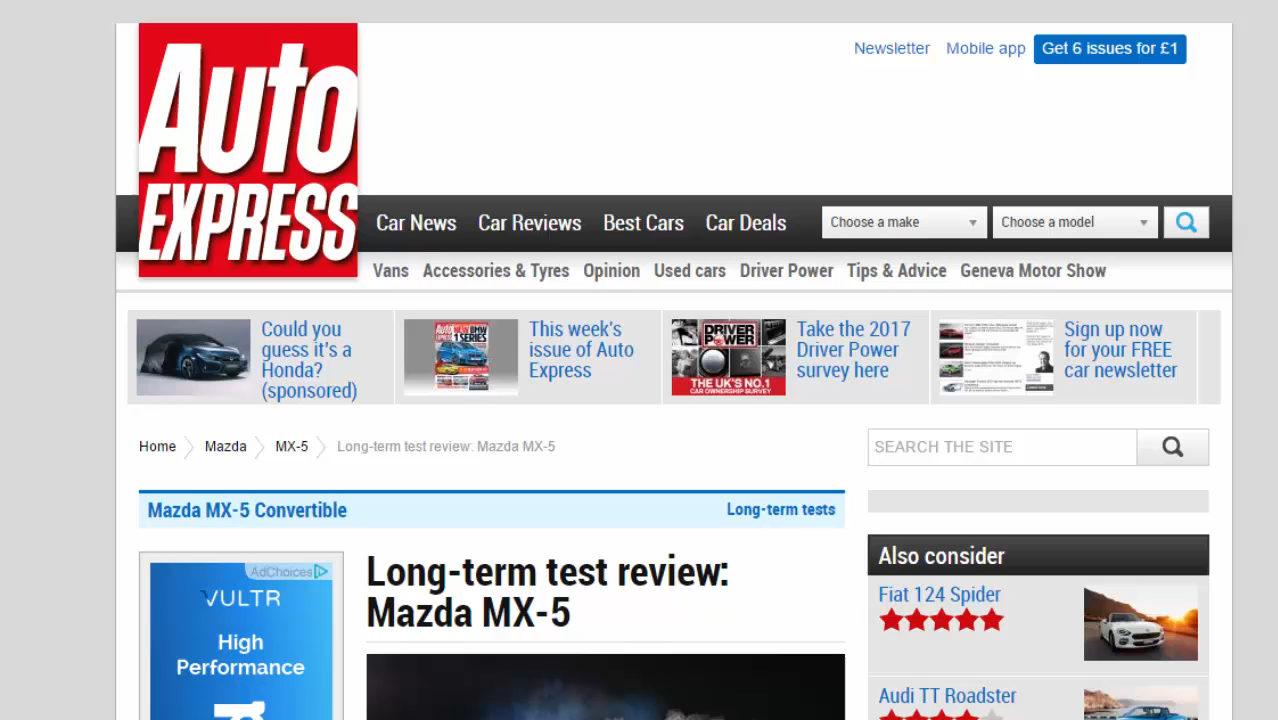 Auto
EXPRESS
Newsletter Mobile app Get 6 issues for £1
Car News Car Reviews Best Cars Car Deals Choose a make Choose a model
Vans Accessories & Tyres Opinion Used cars Driver Power Tips & Advice Geneva Motor Show
Could you
guess it's a
Honda?
(sponsored)
Auto
1 SERIES
This week's
issue of Auto
Express
DRIVER
POWER
THE UK'S NO.1
CAR OWNERSHIP SURVEY
Take the 2017
Driver Power
survey here
Sign up now
for your FREE
car newsletter
Home Mazda MX-5 Long-term test review: Mazda MX-5
SEARCH THE SITE
Mazda MX-5 Convertible Long-term tests
AdChoices
VULTR
High
Performance
Long-term test review:
Mazda MX-5
Also consider
Fiat 124 Spider
Audi TT Roadster